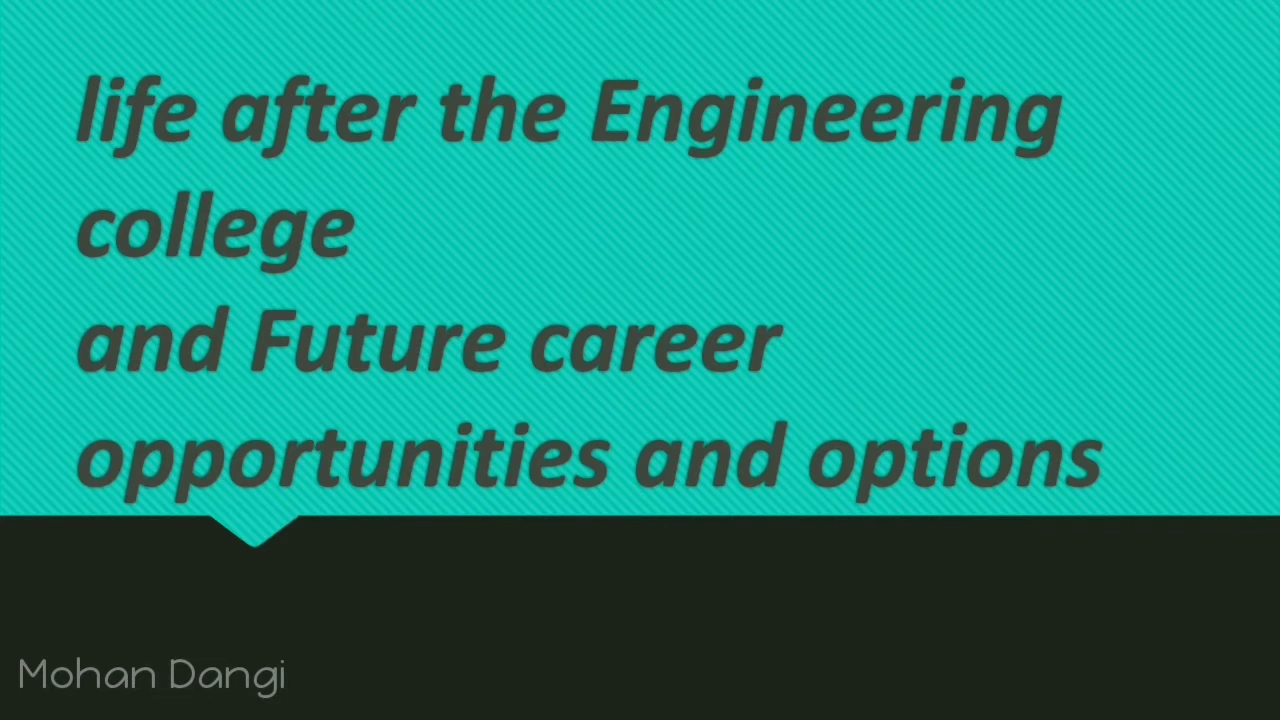 life after the Engineering
college
and Future career
opportunities and options
Mohan Dangi